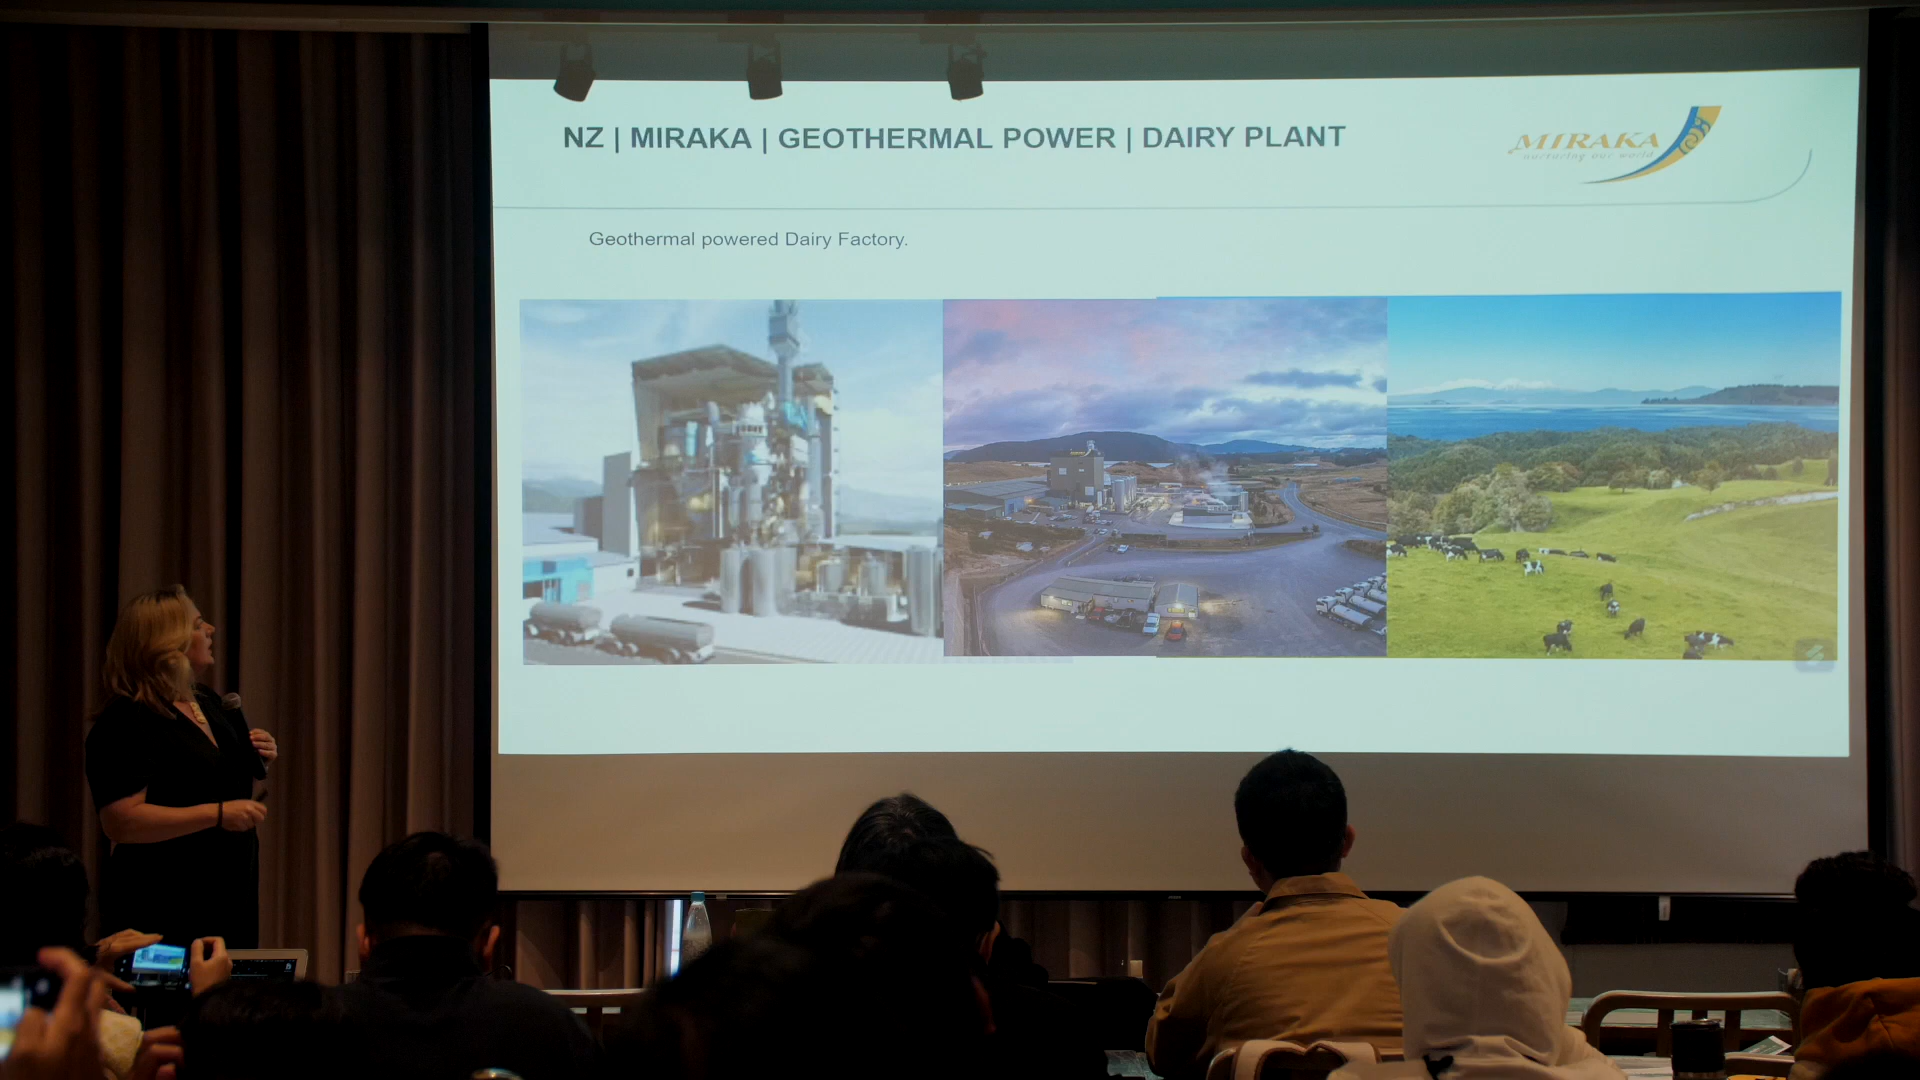 NZ | MIRAKA | GEOTHERMAL POWER | DAIRY PLANT
MIRAKA
nurturing our world
Geothermal powered Dairy Factory.